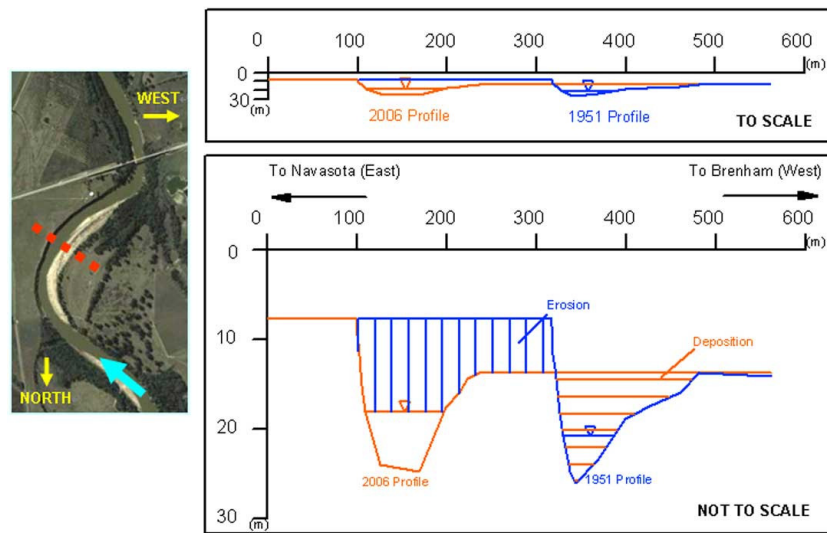 WEST
NORTH
0 100 200 300 400 500 600
(m)
0
30
(m)
2006 Profile 1951 Profile
TO SCALE
To Navasota (East) To Brenham (West)
0 100 200 300 400 500 600
0
10
20
30
(m)
Erosion
Deposition
2006 Profile 1951 Profile
NOT TO SCALE